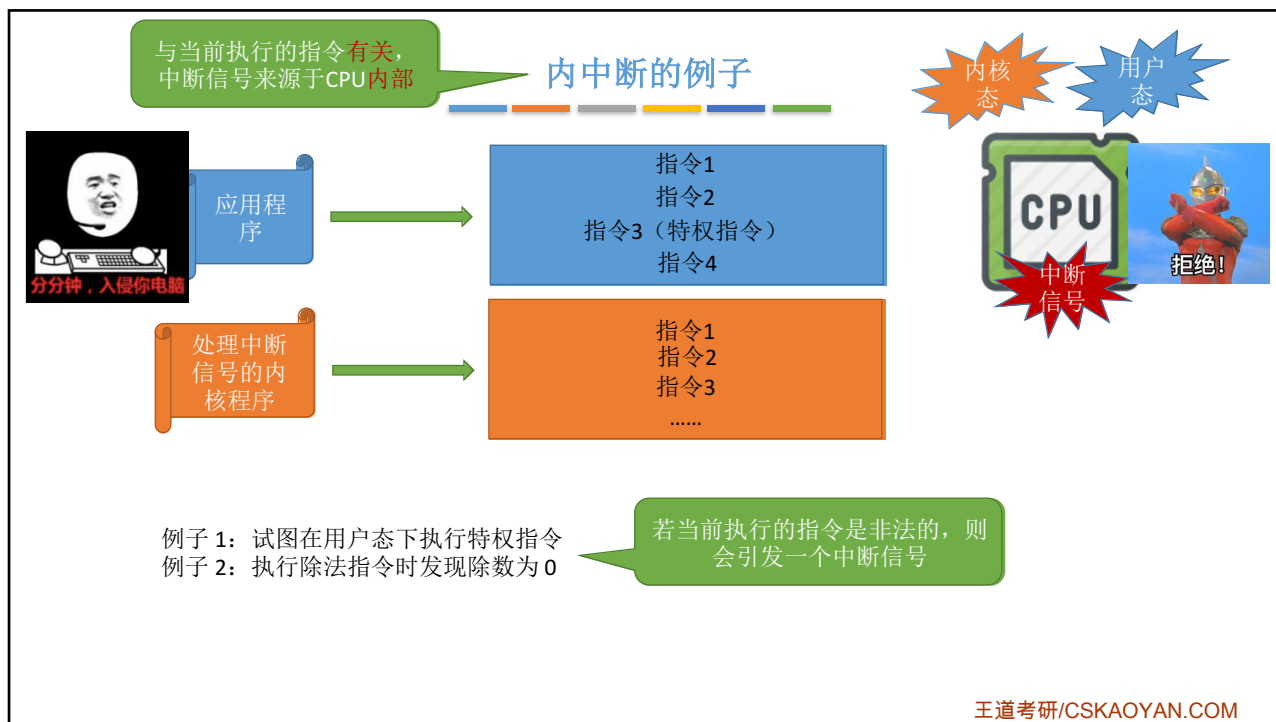 与当前执行的指令有关，
中断信号来源于CPU内部
内中断的例子
内核
态
用户
态
分分钟，入侵你电脑
应用程
序
指令1
指令2
指令3（特权指令）
指令4
CPU
中断
信号
拒绝！
处理中断
信号的内
核程序
指令1
指令2
指令3
……
例子 1：试图在用户态下执行特权指令
例子 2：执行除法指令时发现除数为 0
若当前执行的指令是非法的，则
会引发一个中断信号
王道考研/CSKAOYAN.COM